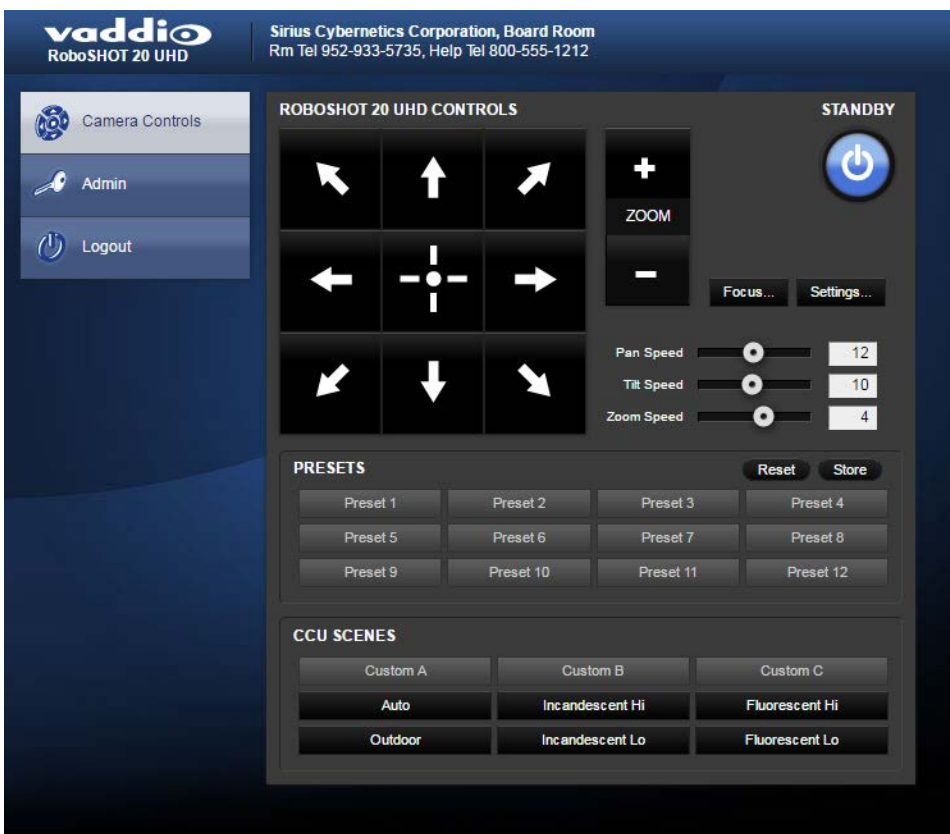 vaddio
RoboSHOT 20 UHD
Sirius Cybernetics Corporation, Board Room
Rm Tel 952-933-5735, Help Tel 800-555-1212
Camera Controls
Admin
Logout
ROBOSHOT 20 UHD CONTROLS
STANDBY
+
ZOOM
-
Focus...
Settings...
Pan Speed 12
Tilt Speed 10
Zoom Speed 4
PRESETS
Reset
Store
Preset 1
Preset 2
Preset 3
Preset 4
Preset 5
Preset 6
Preset 7
Preset 8
Preset 9
Preset 10
Preset 11
Preset 12
CCU SCENES
Custom A
Custom B
Custom C
Auto
Incandescent Hi
Fluorescent Hi
Outdoor
Incandescent Lo
Fluorescent Lo